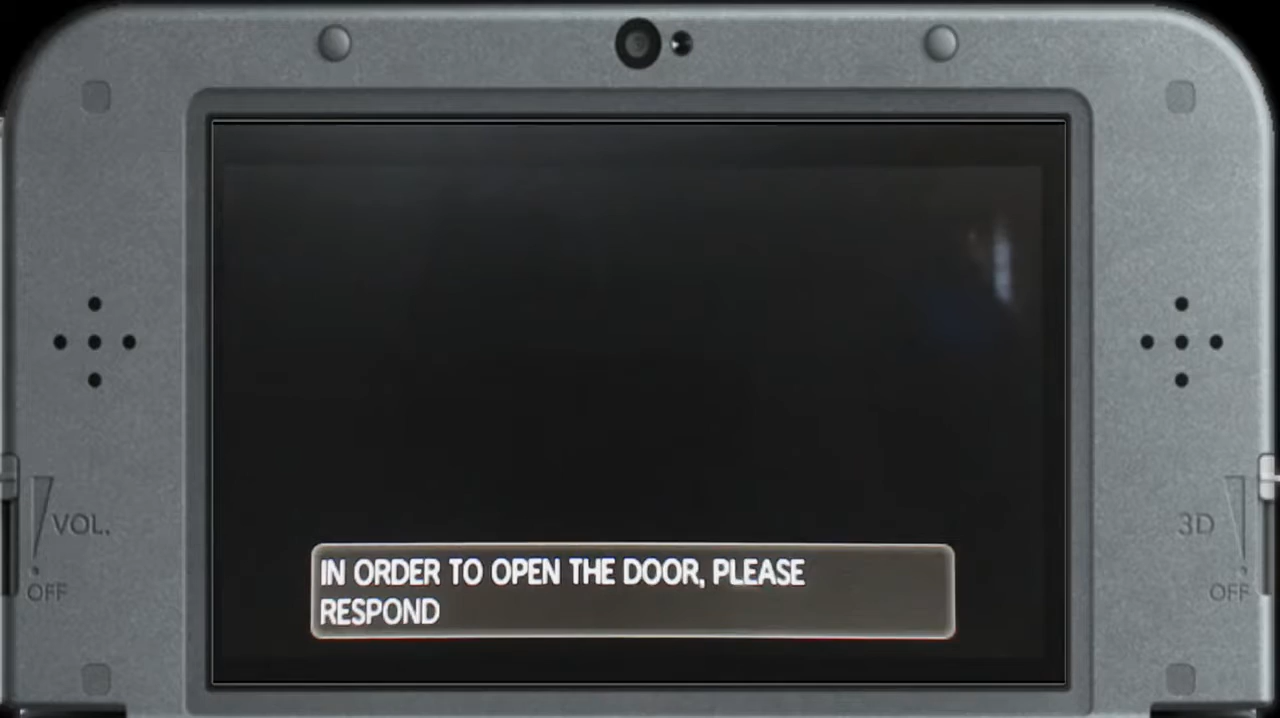 IN ORDER TO OPEN THE DOOR, PLEASE
RESPOND
VOL.
OFF
3D
OFF